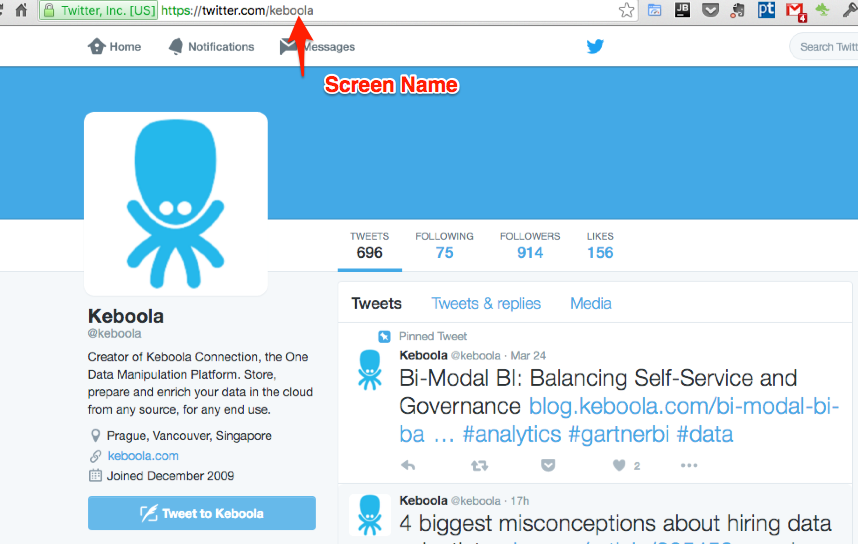 Twitter, Inc. [US] https://twitter.com/keboola
JB
pt
4
Home
Notifications
Messages
Search Twitt
Screen Name
TWEETS
FOLLOWING
FOLLOWERS
LIKES
696
75
914
156
Keboola
@keboola
Creator of Keboola Connection, the One
Data Manipulation Platform. Store,
prepare and enrich your data in the cloud
from any source, for any end use.
Prague, Vancouver, Singapore
keboola.com
Joined December 2009
Tweet to Keboola
Tweets
Tweets & replies
Media
Pinned Tweet
Keboola @keboola · Mar 24
Bi-Modal BI: Balancing Self-Service and
Governance blog.keboola.com/bi-modal-bi-
ba … #analytics #gartnerbi #data
2
Keboola @keboola · 17h
4 biggest misconceptions about hiring data